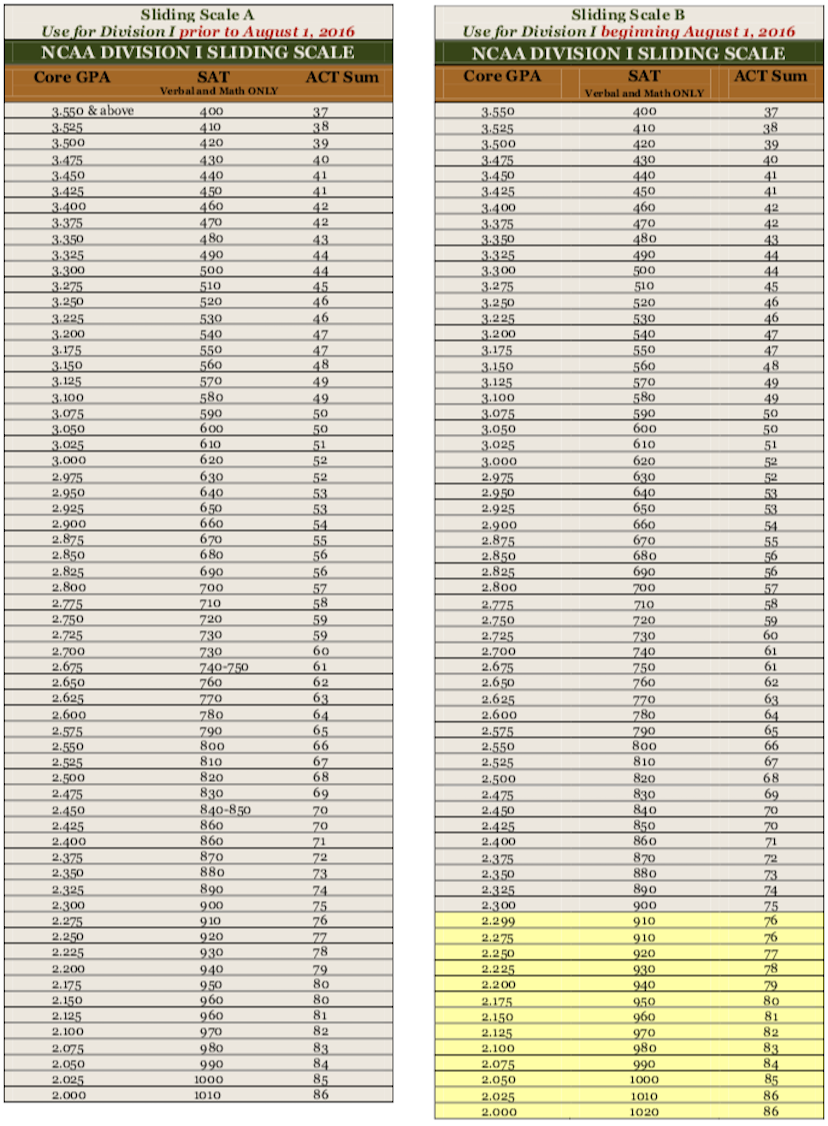 Sliding Scale A
Use for Division I prior to August 1, 2016
NCAA DIVISION I SLIDING SCALE
Core GPA SAT ACT Sum
Verbal and Math ONLY
3.550 & above 400 37
3.525 410 38
3.500 420 39
3.475 430 40
3.450 440 41
3.425 450 41
3.400 460 42
3.375 470 42
3.350 480 43
3.325 490 44
3.300 500 44
3.275 510 45
3.250 520 46
3.225 530 46
3.200 540 47
3.175 550 47
3.150 560 48
3.125 570 49
3.100 580 49
3.075 590 50
3.050 600 50
3.025 610 51
3.000 620 52
2.975 630 52
2.950 640 53
2.925 650 53
2.900 660 54
2.875 670 55
2.850 680 56
2.825 690 56
2.800 700 57
2.775 710 58
2.750 720 59
2.725 730 59
2.700 730 60
2.675 740-750 61
2.650 760 62
2.625 770 63
2.600 780 64
2.575 790 65
2.550 800 66
2.525 810 67
2.500 820 68
2.475 830 69
2.450 840-850 70
2.425 860 70
2.400 860 71
2.375 870 72
2.350 880 73
2.325 890 74
2.300 900 75
2.275 910 76
2.250 920 77
2.225 930 78
2.200 940 79
2.175 950 80
2.150 960 80
2.125 960 81
2.100 970 82
2.075 980 83
2.050 990 84
2.025 1000 85
2.000 1010 86
Sliding Scale B
Use for Division I beginning August 1, 2016
NCAA DIVISION I SLIDING SCALE
Core GPA SAT ACT Sum
Verbal and Math ONLY
3.550 400 37
3.525 410 38
3.500 420 39
3.475 430 40
3.450 440 41
3.425 450 41
3.400 460 42
3.375 470 42
3.350 480 43
3.325 490 44
3.300 500 44
3.275 510 45
3.250 520 46
3.225 530 46
3.200 540 47
3.175 550 47
3.150 560 48
3.125 570 49
3.100 580 49
3.075 590 50
3.050 600 50
3.025 610 51
3.000 620 52
2.975 630 52
2.950 640 53
2.925 650 53
2.900 660 54
2.875 670 55
2.850 680 56
2.825 690 56
2.800 700 57
2.775 710 58
2.750 720 59
2.725 730 60
2.700 740 61
2.675 750 61
2.650 760 62
2.625 770 63
2.600 780 64
2.575 790 65
2.550 800 66
2.525 810 67
2.500 820 68
2.475 830 69
2.450 840 70
2.425 850 70
2.400 860 71
2.375 870 72
2.350 880 73
2.325 890 74
2.300 900 75
2.299 910 76
2.275 910 76
2.250 920 77
2.225 930 78
2.200 940 79
2.175 950 80
2.150 960 81
2.125 970 82
2.100 980 83
2.075 990 84
2.050 1000 85
2.025 1010 86
2.000 1020 86